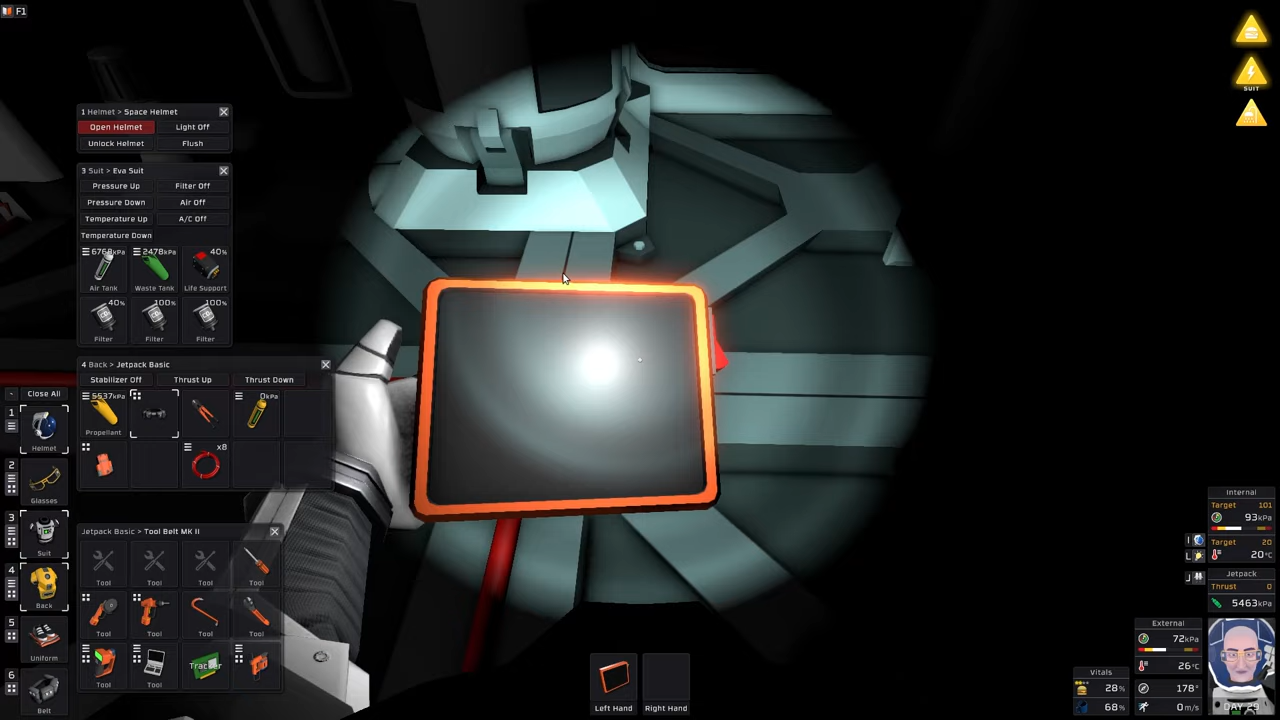 F1
SUIT
1 Helmet > Space Helmet
Open Helmet
Light Off
Unlock Helmet
Flush
3 Suit > Eva Suit
Pressure Up
Filter Off
Pressure Down
Air Off
Temperature Up
A/C Off
Temperature Down
6768kPa
2478kPa
40%
Air Tank
Waste Tank
Life Support
40%
100%
100%
Filter
Filter
Filter
4 Back > Jetpack Basic
Stabilizer Off
Thrust Up
Thrust Down
5537kPa
0kPa
Propellant
x8
- Close All
1
Helmet
2
Glasses
3
Suit
4
Back
5
Uniform
6
Belt
Jetpack Basic > Tool Belt MK II
Tool
Tool
Tool
Tool
Tool
Tool
Tool
Tool
Tool
Tool
Tracker
Left Hand
Right Hand
Internal
Target 101
93kPa
Target 20
20°C
Jetpack
Thrust 0
5463kPa
External
72kPa
26°C
178°
0m/s
Vitals
28%
68%
DAY 29
I
L
J